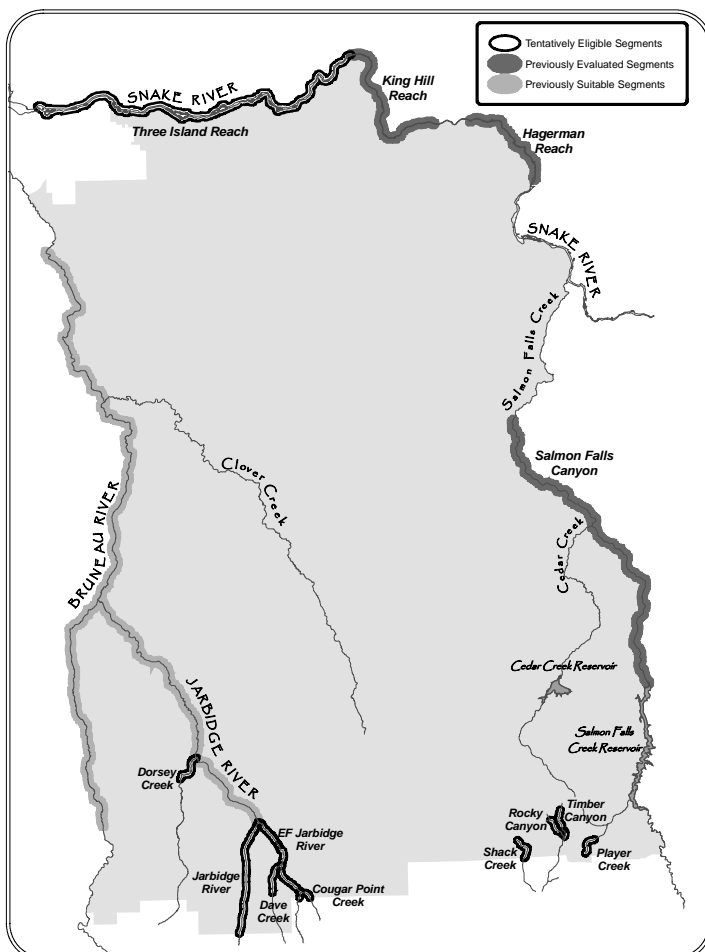 Tentatively Eligible Segments
Previously Evaluated Segments
Previously Suitable Segments
SNAKE RIVER
Three Island Reach
King Hill
Reach
Hagerman
Reach
SNAKE RIVER
Salmon Falls Creek
Salmon Falls
Canyon
Clover Creek
Cedar Creek
BRUNEAU RIVER
JARBIDGE RIVER
Cedar Creek Reservoir
Salmon Falls
Creek Reservoir
Dorsey
Creek
EF Jarbidge
River
Jarbidge
River
Dave
Creek
Cougar Point
Creek
Timber
Canyon
Rocky
Canyon
Shack
Creek
Player
Creek